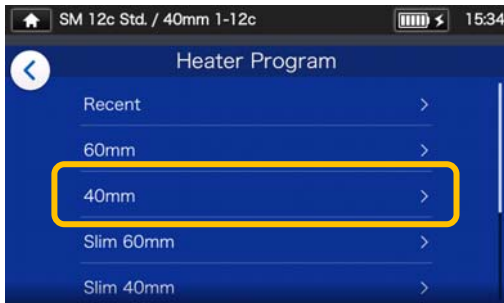 SM 12c Std. / 40mm 1-12c 15:34
Heater Program
Recent
60mm
40mm
Slim 60mm
Slim 40mm